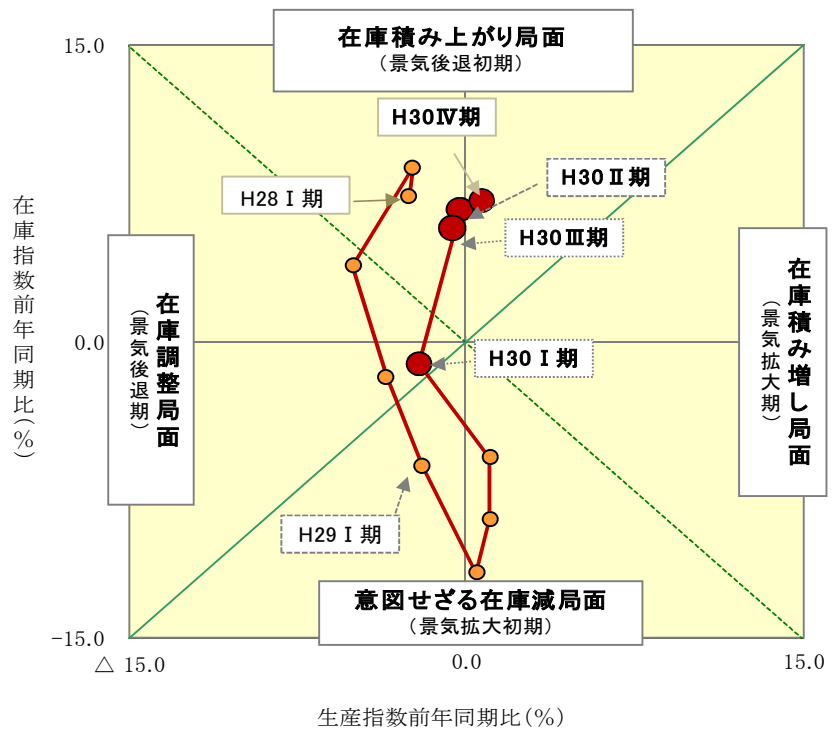 在庫積み上がり局面
（景気後退初期）
15.0
H30Ⅳ期
H30Ⅱ期
H28Ⅰ期
H30Ⅲ期
在庫指数前年同期比（%）
在庫調整局面
（景気後退期）
在庫積み増し局面
（景気拡大期）
0.0
H30Ⅰ期
H29Ⅰ期
意図せざる在庫減局面
（景気拡大初期）
-15.0
△ 15.0
0.0
15.0
生産指数前年同期比（%）